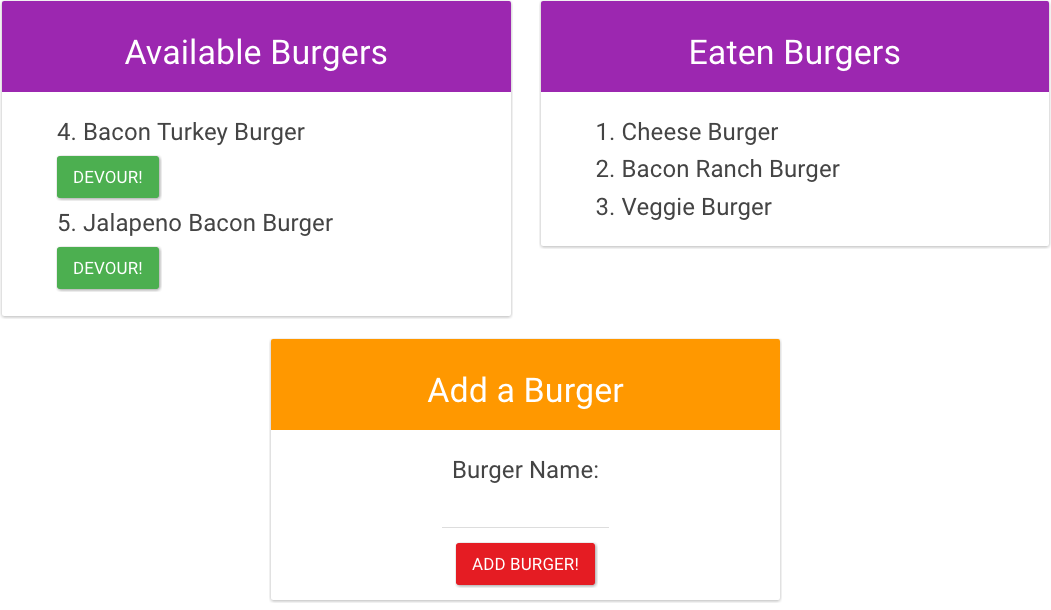 Available Burgers
4. Bacon Turkey Burger
DEVOUR!
5. Jalapeno Bacon Burger
DEVOUR!
Eaten Burgers
1. Cheese Burger
2. Bacon Ranch Burger
3. Veggie Burger
Add a Burger
Burger Name:
ADD BURGER!